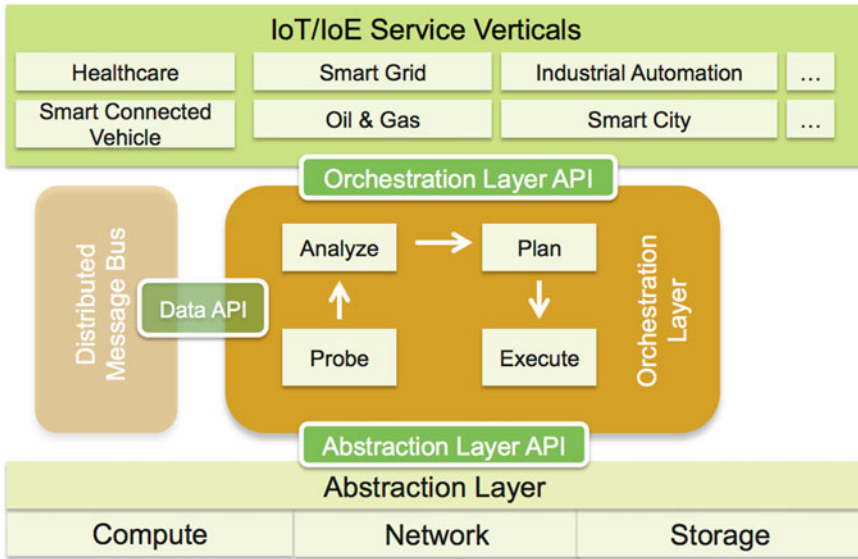 IoT/IoE Service Verticals
Healthcare
Smart Grid
Industrial Automation
...
Smart Connected
Vehicle
Oil & Gas
Smart City
...
Orchestration Layer API
Distributed
Message Bus
Data API
Analyze
Plan
Probe
Execute
Orchestration
Layer
Abstraction Layer API
Abstraction Layer
Compute
Network
Storage